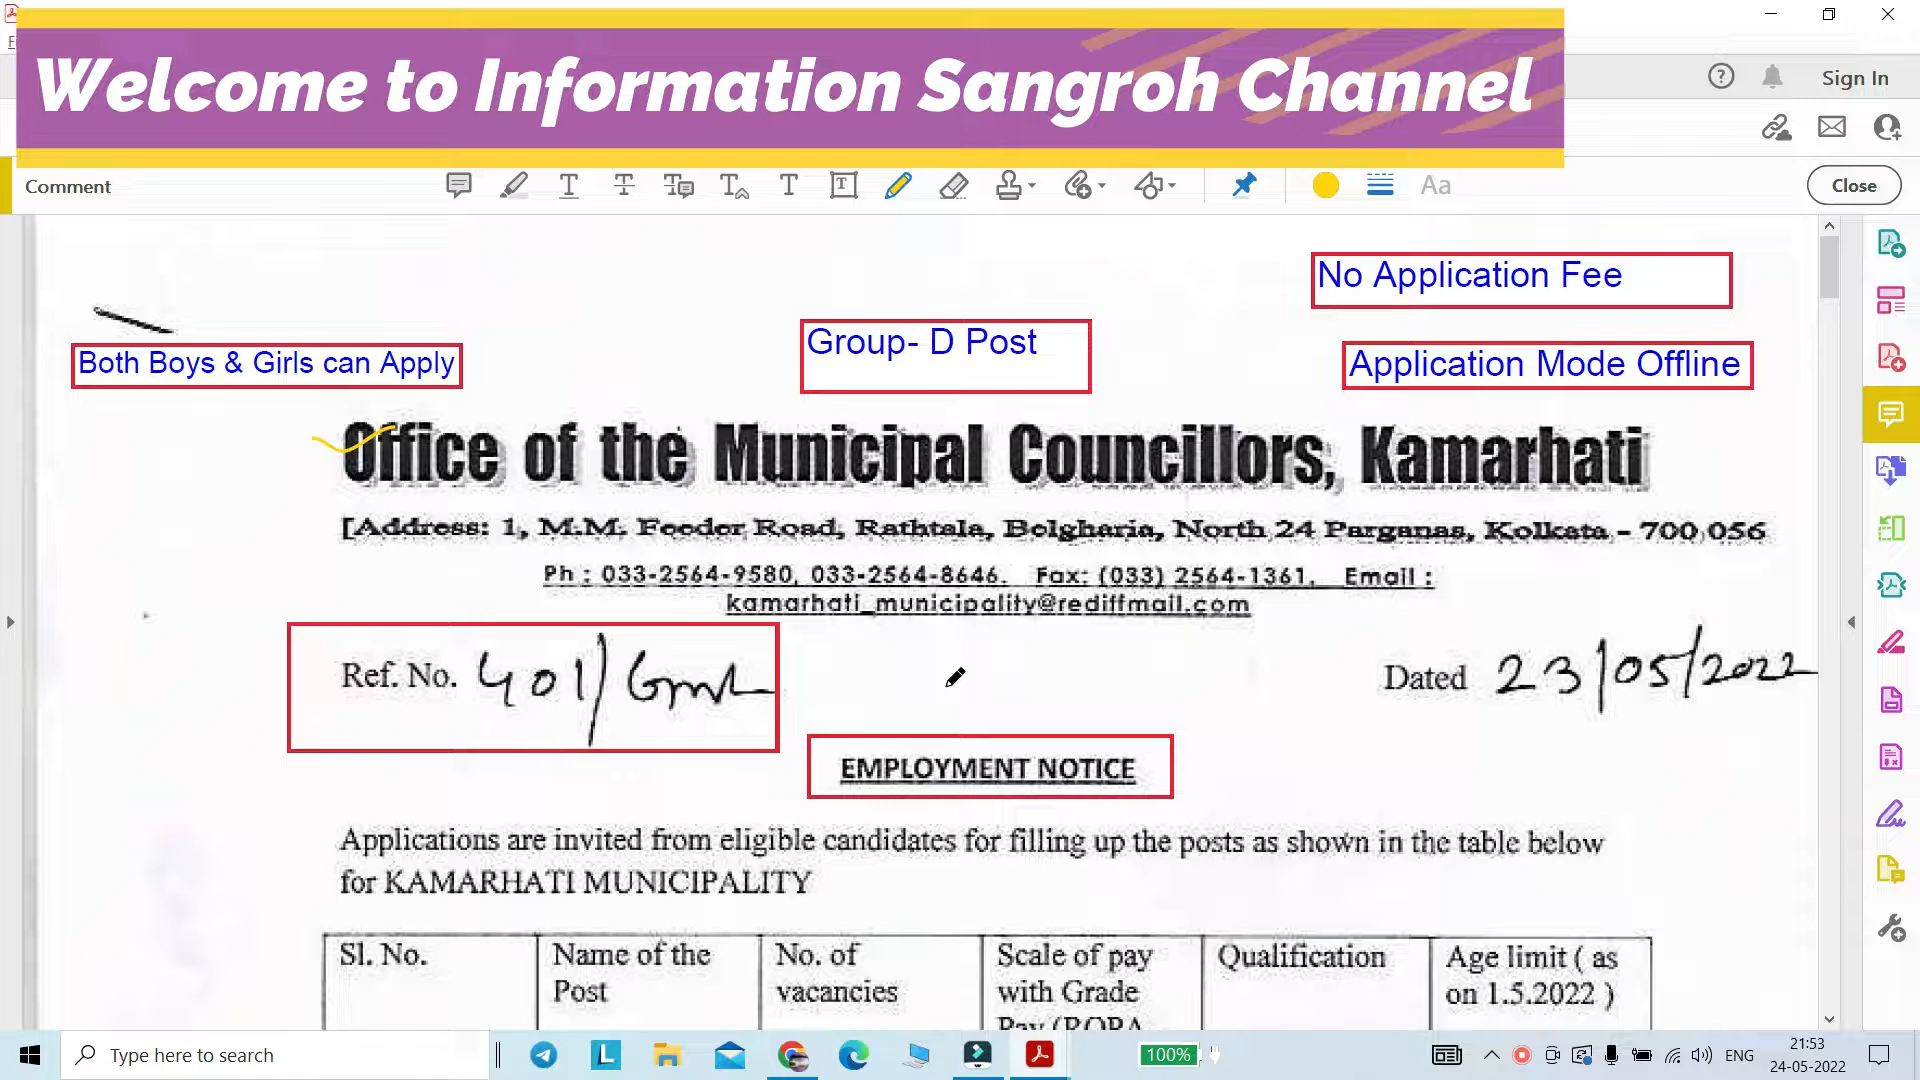 Welcome to Information Sangroh Channel
Sign In
Comment
Close
No Application Fee
Group- D Post
Both Boys & Girls can Apply
Application Mode Offline
Office of the Municipal Councillors, Kamarhati
[Address: 1, M.M. Feeder Road, Rathtala, Belgharia, North 24 Parganas, Kolkata - 700 056
Ph : 033-2564-9580, 033-2564-8646. Fax: (033) 2564-1361, Email :
kamarhati_municipality@rediffmail.com
Ref. No. 401/
Dated 23/05/2022
EMPLOYMENT NOTICE
Applications are invited from eligible candidates for filling up the posts as shown in the table below
for KAMARHATI MUNICIPALITY
Sl. No.
Name of the
Post
No. of
vacancies
Scale of pay
with Grade
Pay (ROPA
Qualification
Age limit ( as
on 1.5.2022 )
Type here to search
100%
ENG
21:53
24-05-2022